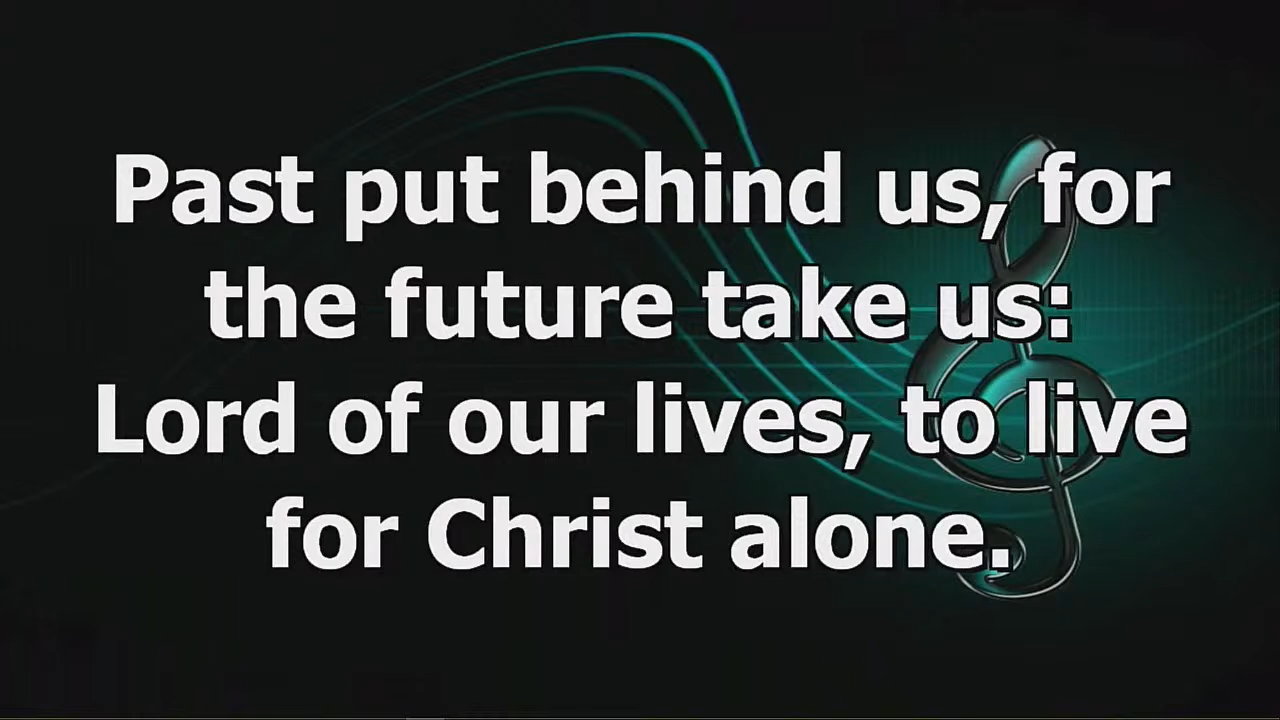 Past put behind us, for
the future take us:
Lord of our lives, to live
for Christ alone.